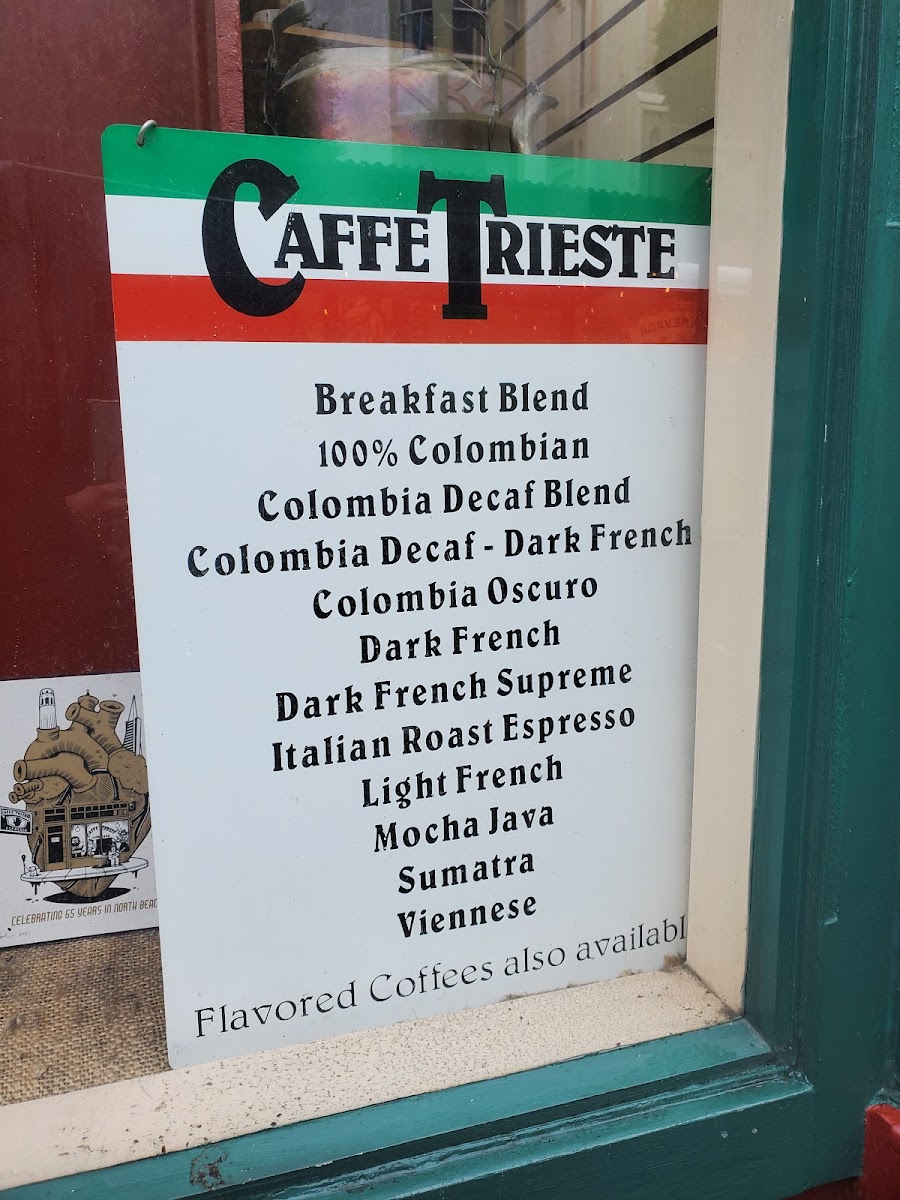 CAFFE TRIESTE
Breakfast Blend
100% Colombian
Colombia Decaf Blend
Colombia Decaf - Dark French
Colombia Oscuro
Dark French
Dark French Supreme
Italian Roast Espresso
Light French
Mocha Java
Sumatra
Viennese
Flavored Coffees also availabl
CELEBRATING 65 YEARS IN NORTH BEAC